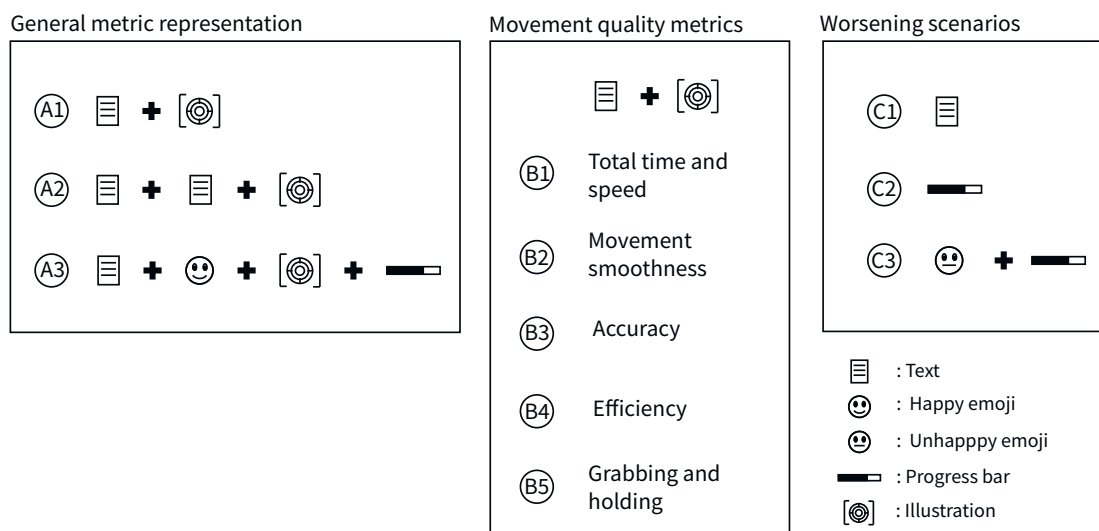 General metric representation
A1
+
A2
+
+
A3
+
+
+
Movement quality metrics
+
B1
Total time and
speed
B2
Movement
smoothness
B3
Accuracy
B4
Efficiency
B5
Grabbing and
holding
Worsening scenarios
C1
C2
C3
+
: Text
: Happy emoji
: Unhapppy emoji
: Progress bar
: Illustration